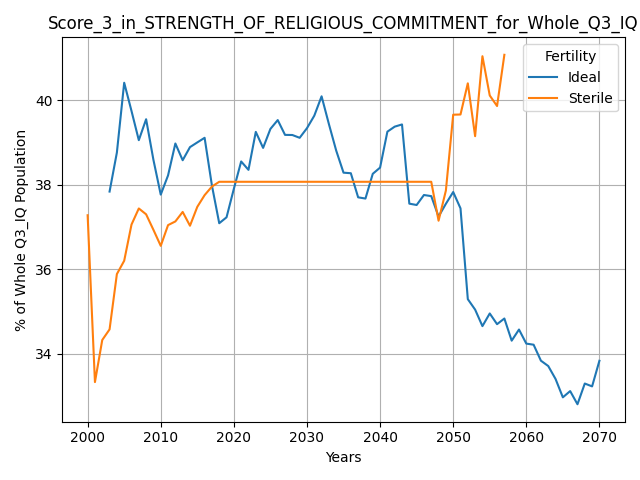 Score_3_in_STRENGTH_OF_RELIGIOUS_COMMITMENT_for_Whole_Q3_IQ
Fertility
Ideal
Sterile
% of Whole Q3_IQ Population
40
38
36
34
2000 2010 2020 2030 2040 2050 2060 2070
Years